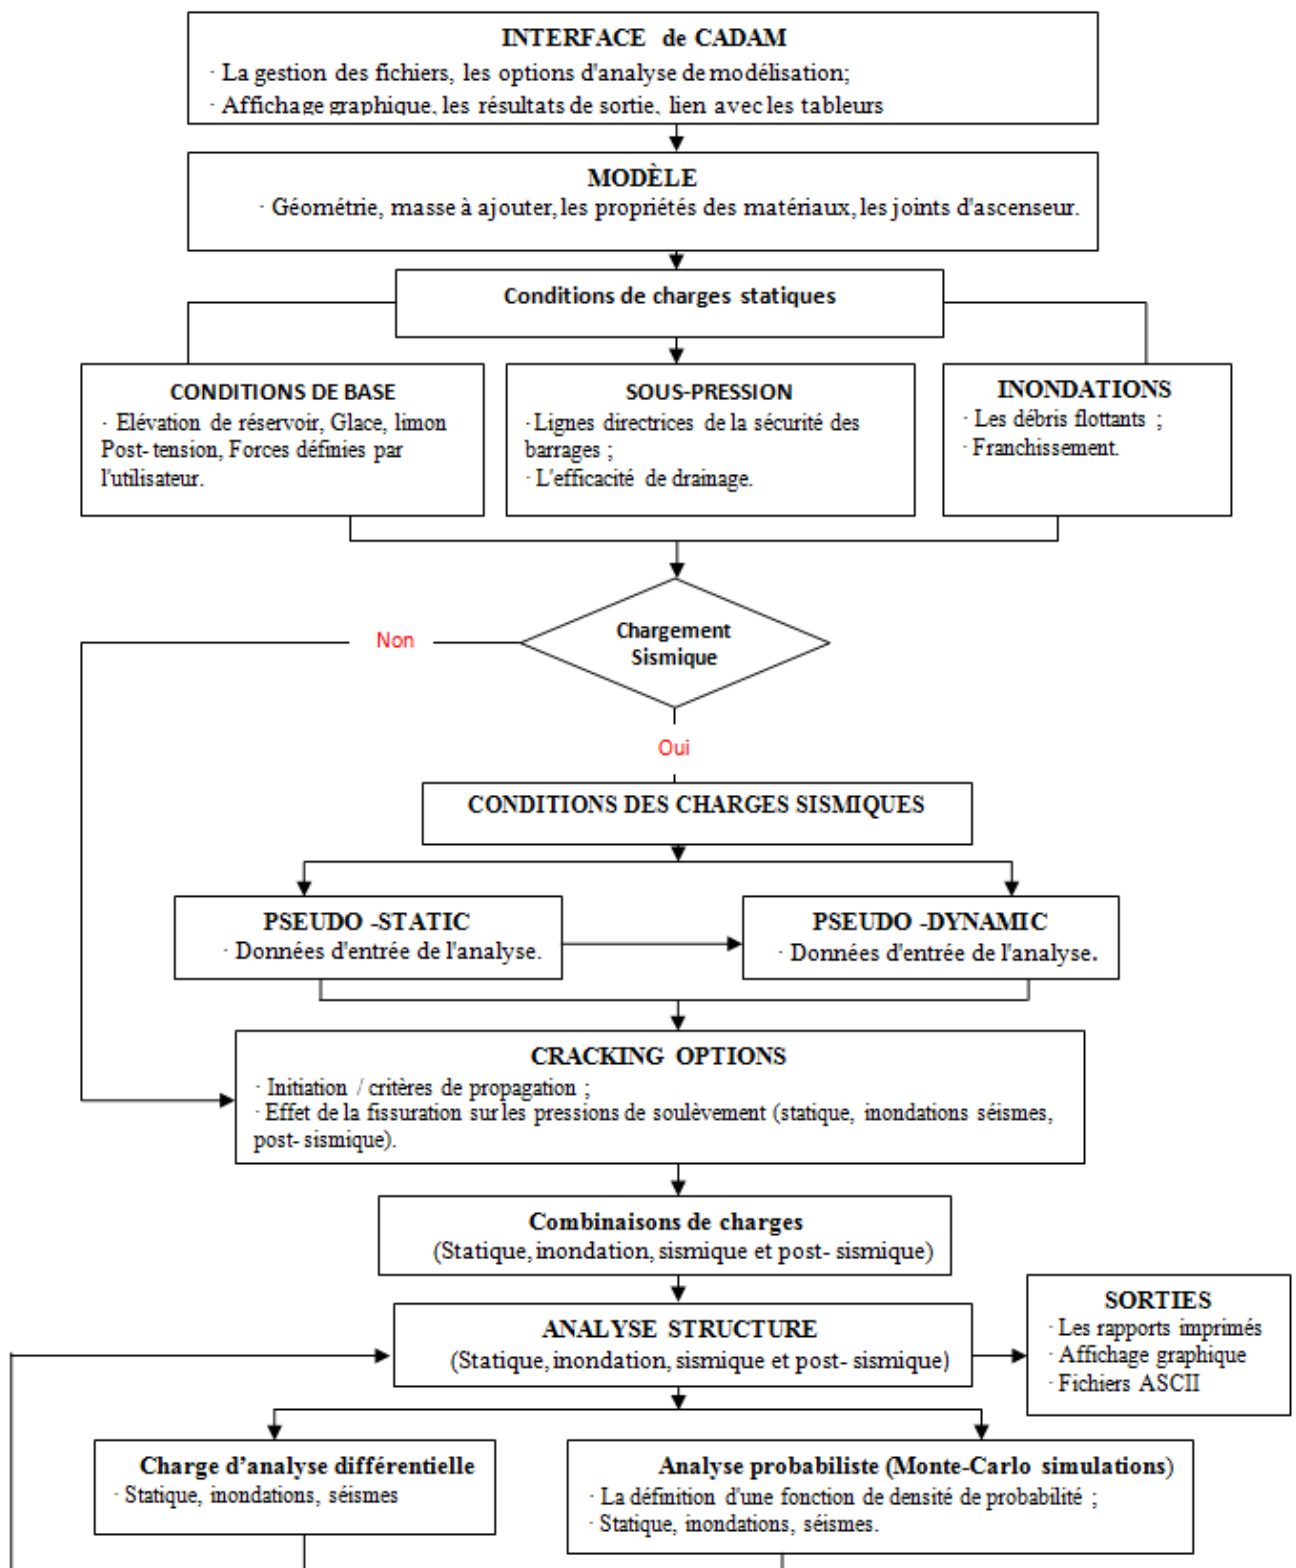 INTERFACE de CADAM
· La gestion des fichiers, les options d'analyse de modélisation;
· Affichage graphique, les résultats de sortie, lien avec les tableurs
MODÈLE
· Géométrie, masse à ajouter, les propriétés des matériaux, les joints d'ascenseur.
Conditions de charges statiques
CONDITIONS DE BASE
· Elévation de réservoir, Glace, limon
Post-tension, Forces définies par
l'utilisateur.
SOUS-PRESSION
· Lignes directrices de la sécurité des
barrages ;
· L'efficacité de drainage.
INONDATIONS
· Les débris flottants ;
· Franchissement.
Chargement
Sismique
Non
Oui
CONDITIONS DES CHARGES SISMIQUES
PSEUDO -STATIC
· Données d'entrée de l'analyse.
PSEUDO -DYNAMIC
· Données d'entrée de l'analyse.
CRACKING OPTIONS
· Initiation / critères de propagation ;
· Effet de la fissuration sur les pressions de soulèvement (statique, inondations séismes,
post-sismique).
Combinaisons de charges
(Statique, inondation, sismique et post-sismique)
ANALYSE STRUCTURE
(Statique, inondation, sismique et post-sismique)
SORTIES
· Les rapports imprimés
· Affichage graphique
· Fichiers ASCII
Charge d’analyse différentielle
· Statique, inondations, séismes
Analyse probabiliste (Monte-Carlo simulations)
· La définition d'une fonction de densité de probabilité ;
· Statique, inondations, séismes.